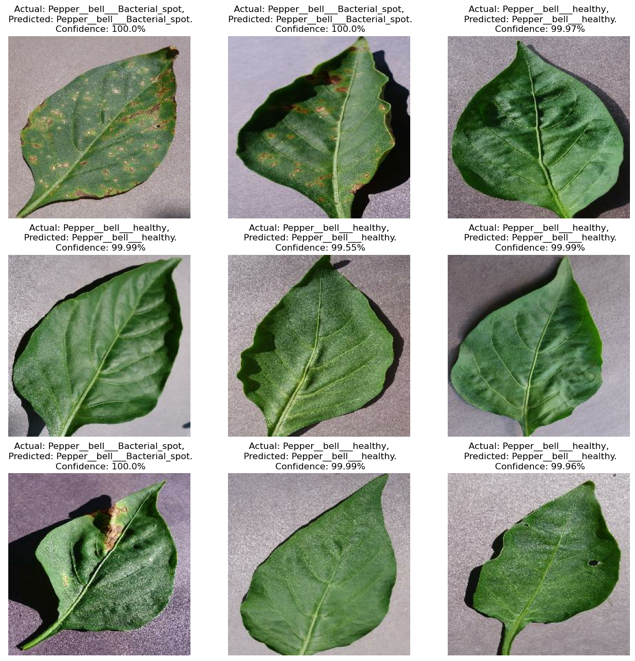 Actual: Pepper__bell___Bacterial_spot,
Predicted: Pepper__bell___Bacterial_spot.
Confidence: 100.0%
Actual: Pepper__bell___Bacterial_spot,
Predicted: Pepper__bell___Bacterial_spot.
Confidence: 100.0%
Actual: Pepper__bell___healthy,
Predicted: Pepper__bell___healthy.
Confidence: 99.97%
Actual: Pepper__bell___healthy,
Predicted: Pepper__bell___healthy.
Confidence: 99.99%
Actual: Pepper__bell___healthy,
Predicted: Pepper__bell___healthy.
Confidence: 99.55%
Actual: Pepper__bell___healthy,
Predicted: Pepper__bell___healthy.
Confidence: 99.99%
Actual: Pepper__bell___Bacterial_spot,
Predicted: Pepper__bell___Bacterial_spot.
Confidence: 100.0%
Actual: Pepper__bell___healthy,
Predicted: Pepper__bell___healthy.
Confidence: 99.99%
Actual: Pepper__bell___healthy,
Predicted: Pepper__bell___healthy.
Confidence: 99.96%